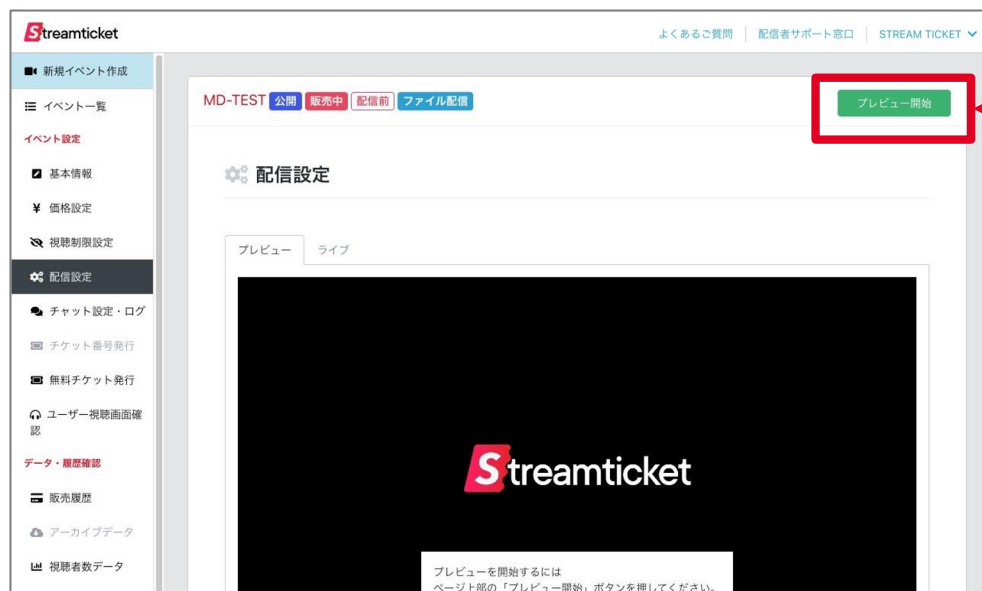 Streamticket
よくあるご質問
配信者サポート窓口
STREAM TICKET
新規イベント作成
イベント一覧
イベント設定
基本情報
¥ 価格設定
視聴制限設定
配信設定
チャット設定・ログ
チケット番号発行
無料チケット発行
ユーザー視聴画面確
認
データ・履歴確認
販売履歴
アーカイブデータ
視聴者数データ
MD-TEST 公開 販売中 配信前 ファイル配信
プレビュー開始
配信設定
プレビュー
ライブ
Streamticket
プレビューを開始するには
ページ上部の「プレビュー開始」ボタンを押してください。